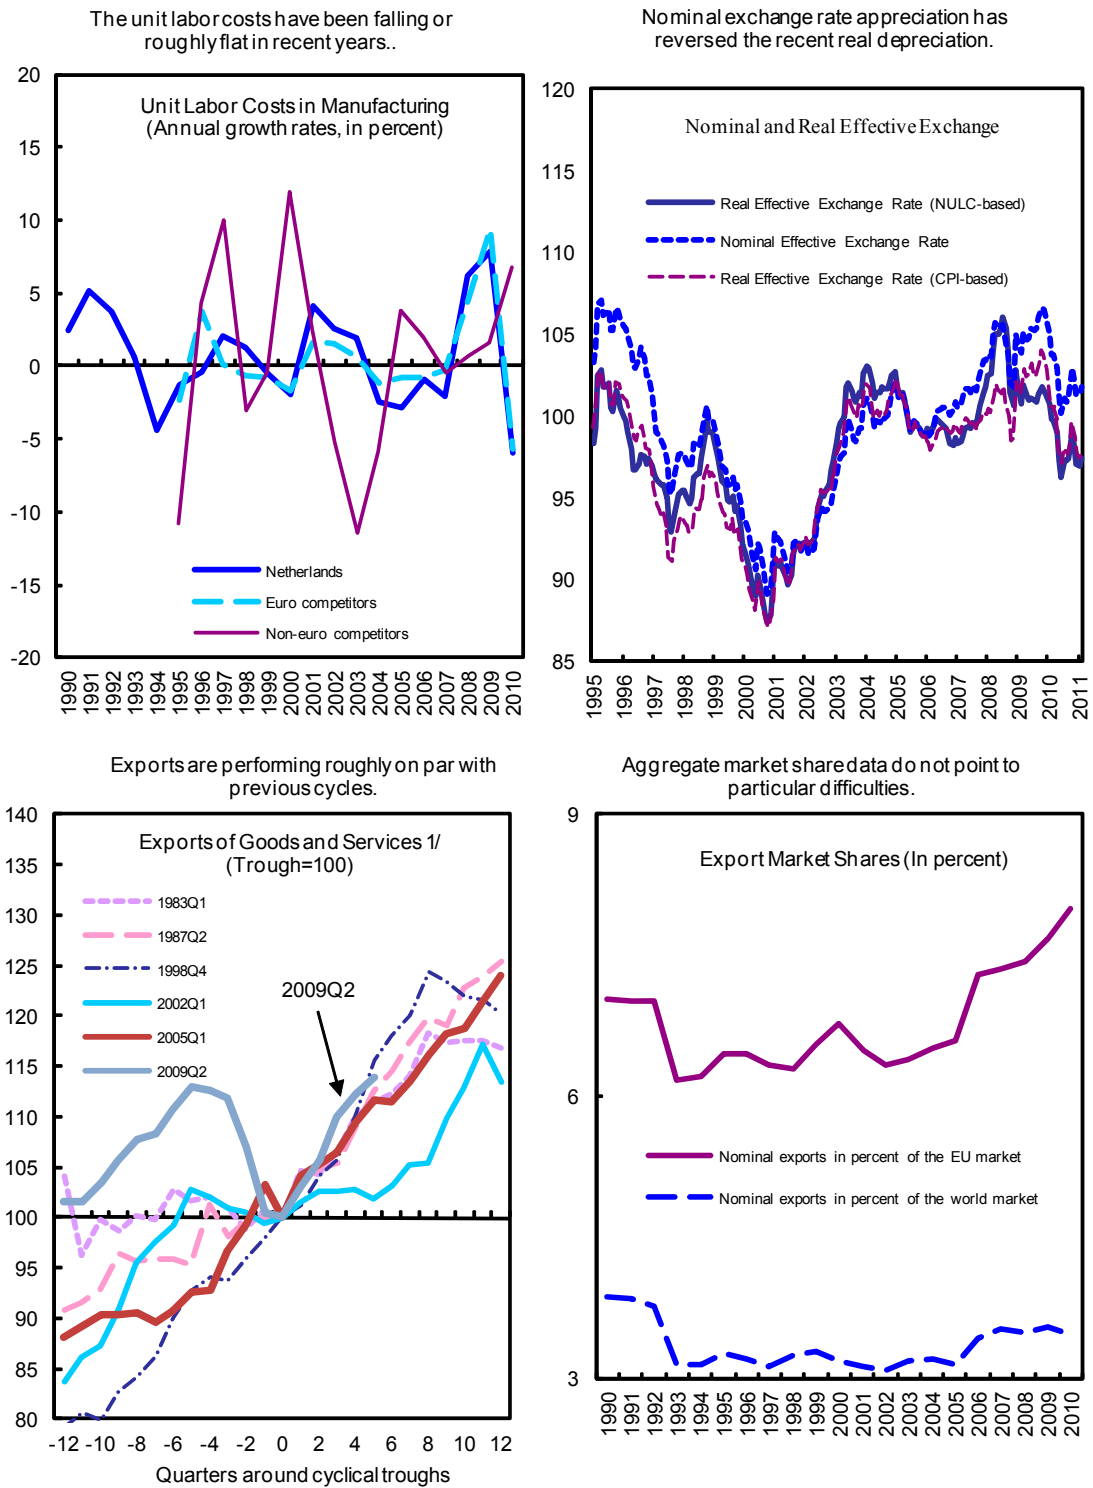 The unit labor costs have been falling or
roughly flat in recent years..
20
15
10
5
0
-5
-10
-15
-20
Unit Labor Costs in Manufacturing
(Annual growth rates, in percent)
Netherlands
Euro competitors
Non-euro competitors
1990
1991
1992
1993
1994
1995
1996
1997
1998
1999
2000
2001
2002
2003
2004
2005
2006
2007
2008
2009
2010
Nominal exchange rate appreciation has
reversed the recent real depreciation.
120
115
110
105
100
95
90
85
Nominal and Real Effective Exchange
Real Effective Exchange Rate (NULC-based)
Nominal Effective Exchange Rate
Real Effective Exchange Rate (CPI-based)
1995
1996
1997
1998
1999
2000
2001
2002
2003
2004
2005
2006
2007
2008
2009
2010
2011
Exports are performing roughly on par with
previous cycles.
140
135
130
125
120
115
110
105
100
95
90
85
80
Exports of Goods and Services 1/
(Trough=100)
1983Q1
1987Q2
1998Q4
2002Q1
2005Q1
2009Q2
2009Q2
-12 -10 -8 -6 -4 -2 0 2 4 6 8 10 12
Quarters around cyclical troughs
Aggregate market share data do not point to
particular difficulties.
9
6
3
Export Market Shares (In percent)
Nominal exports in percent of the EU market
Nominal exports in percent of the world market
1990
1991
1992
1993
1994
1995
1996
1997
1998
1999
2000
2001
2002
2003
2004
2005
2006
2007
2008
2009
2010